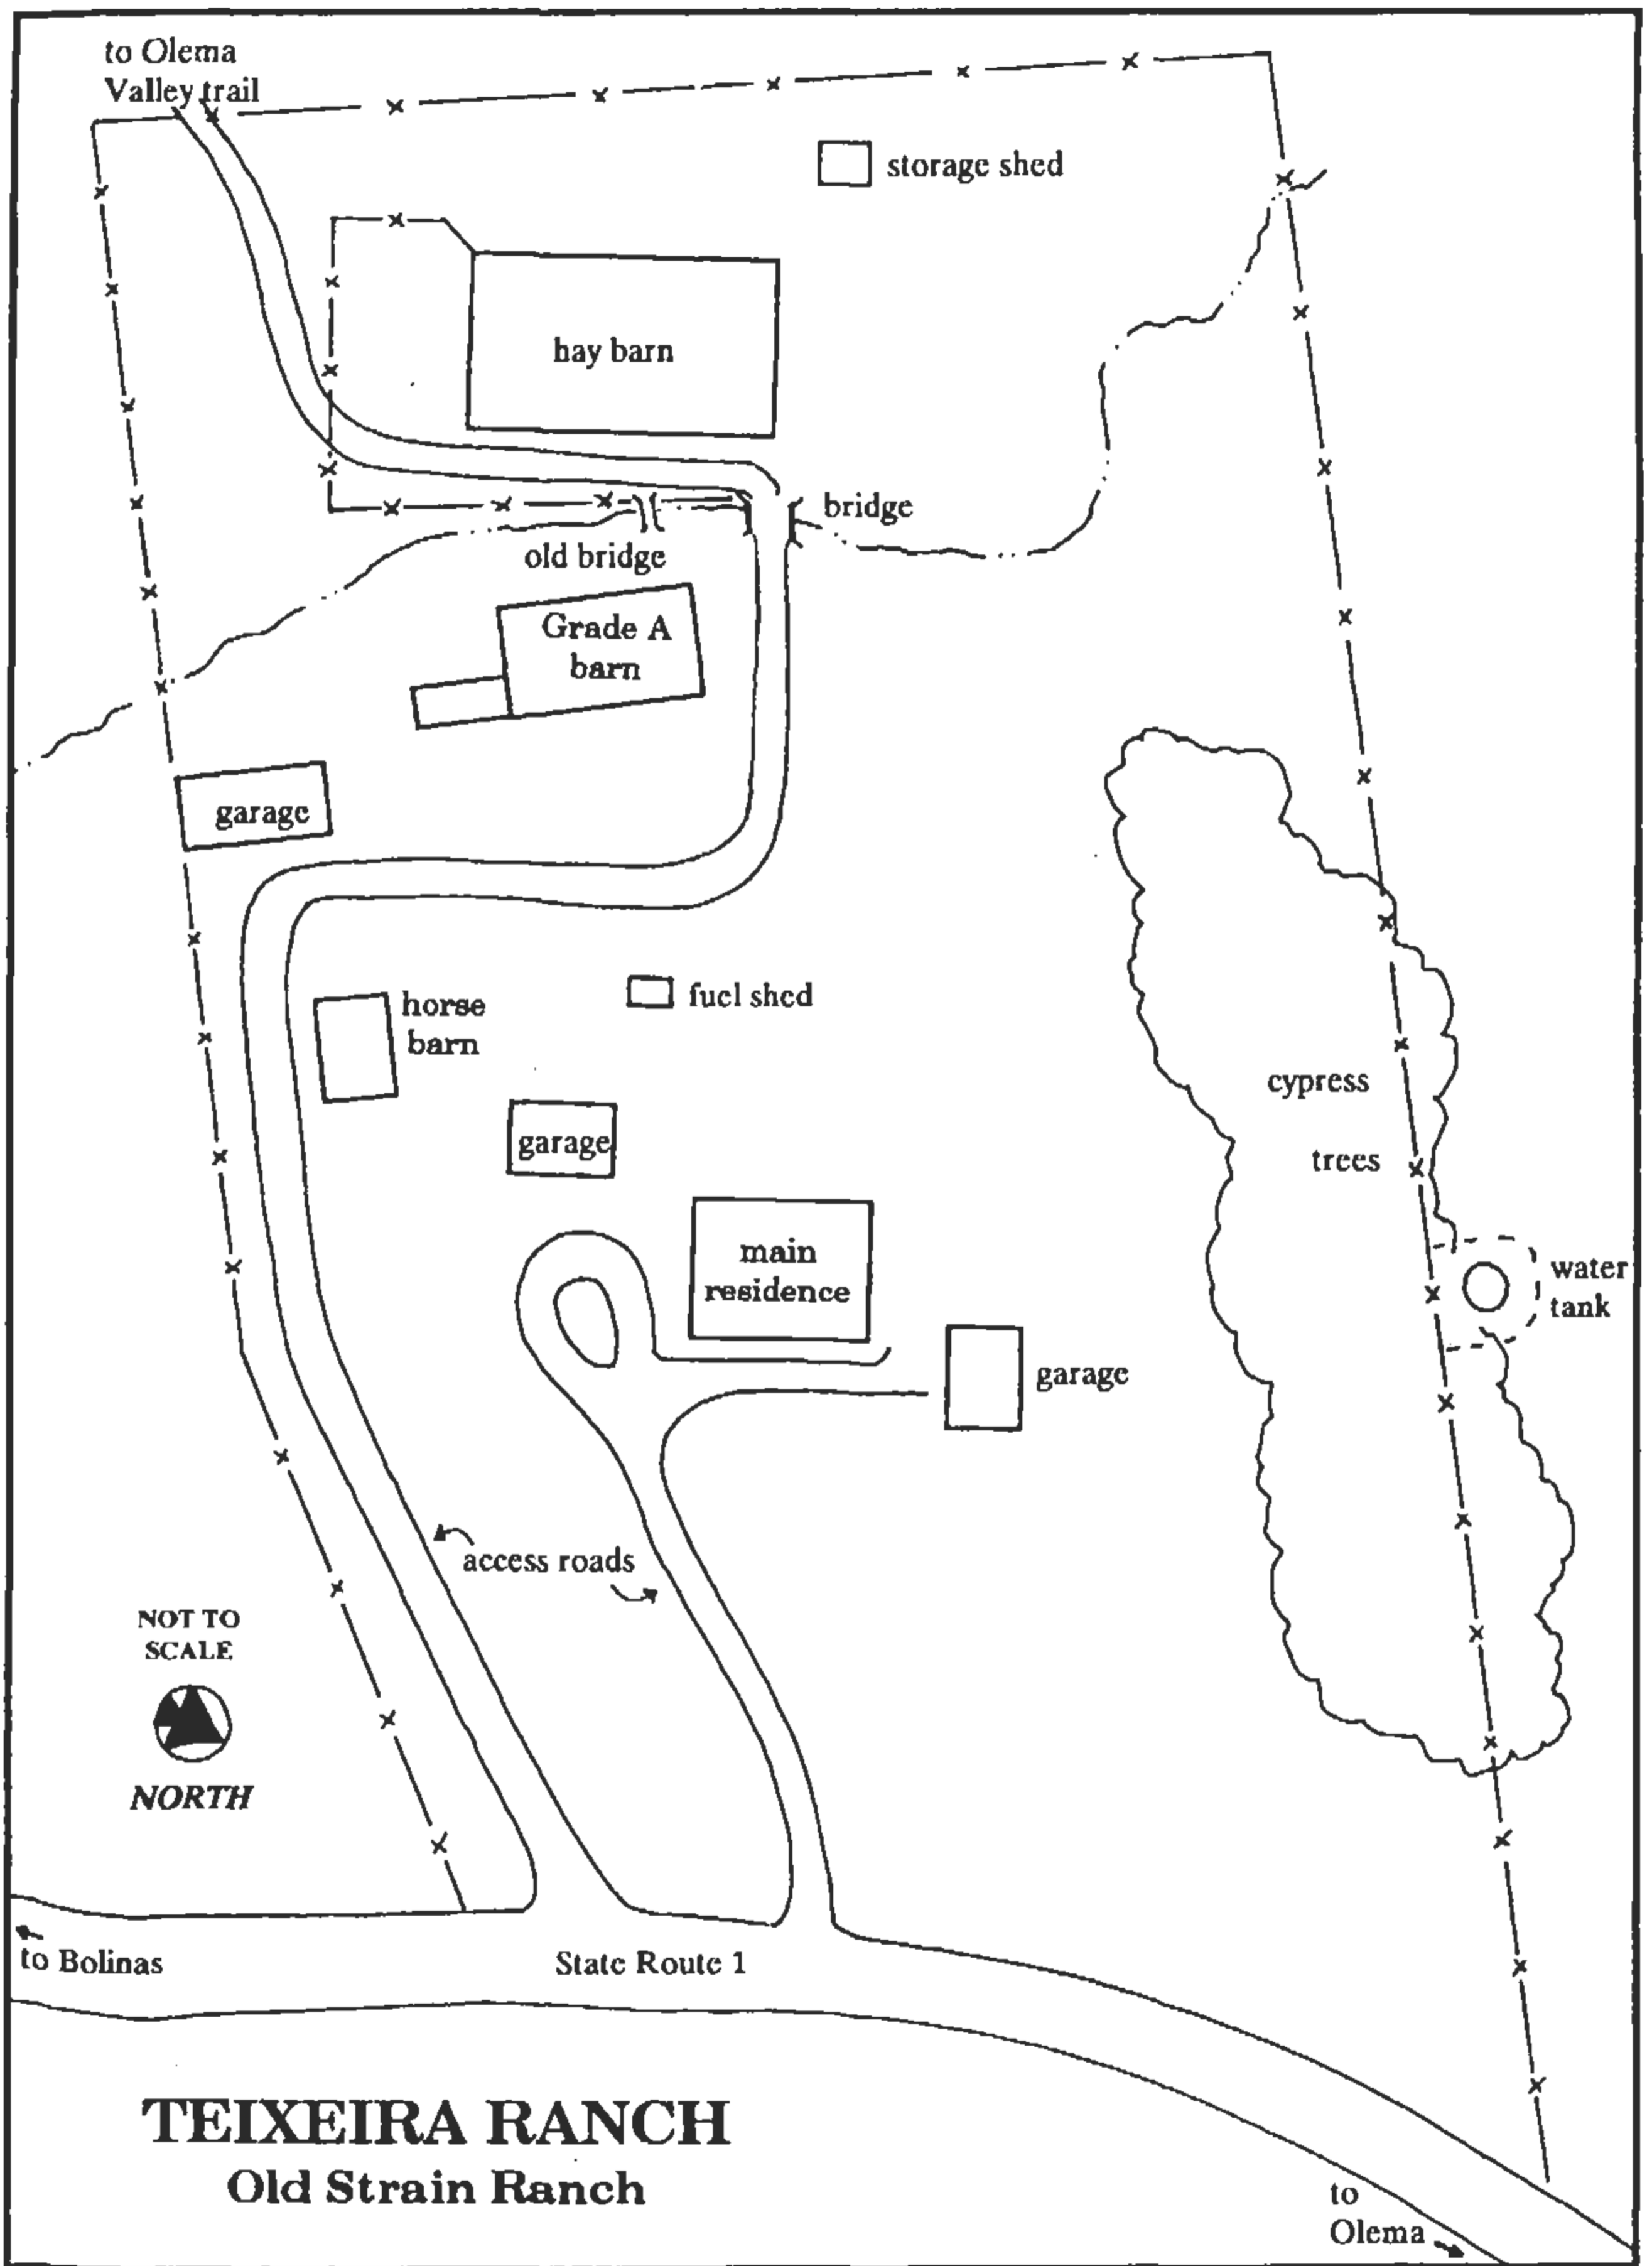 to Olema
Valley trail
storage shed
hay barn
bridge
old bridge
Grade A
barn
garage
horse
barn
fuel shed
cypress
trees
garage
main
residence
water
tank
garage
access roads
NOT TO
SCALE
NORTH
to Bolinas
State Route 1
TEIXEIRA RANCH
Old Strain Ranch
to
Olema